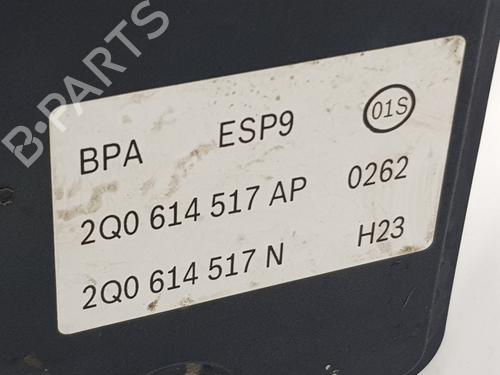 B-PARTS
BPA ESP9 01S
2Q0 614 517 AP 0262
2Q0 614 517 N H23